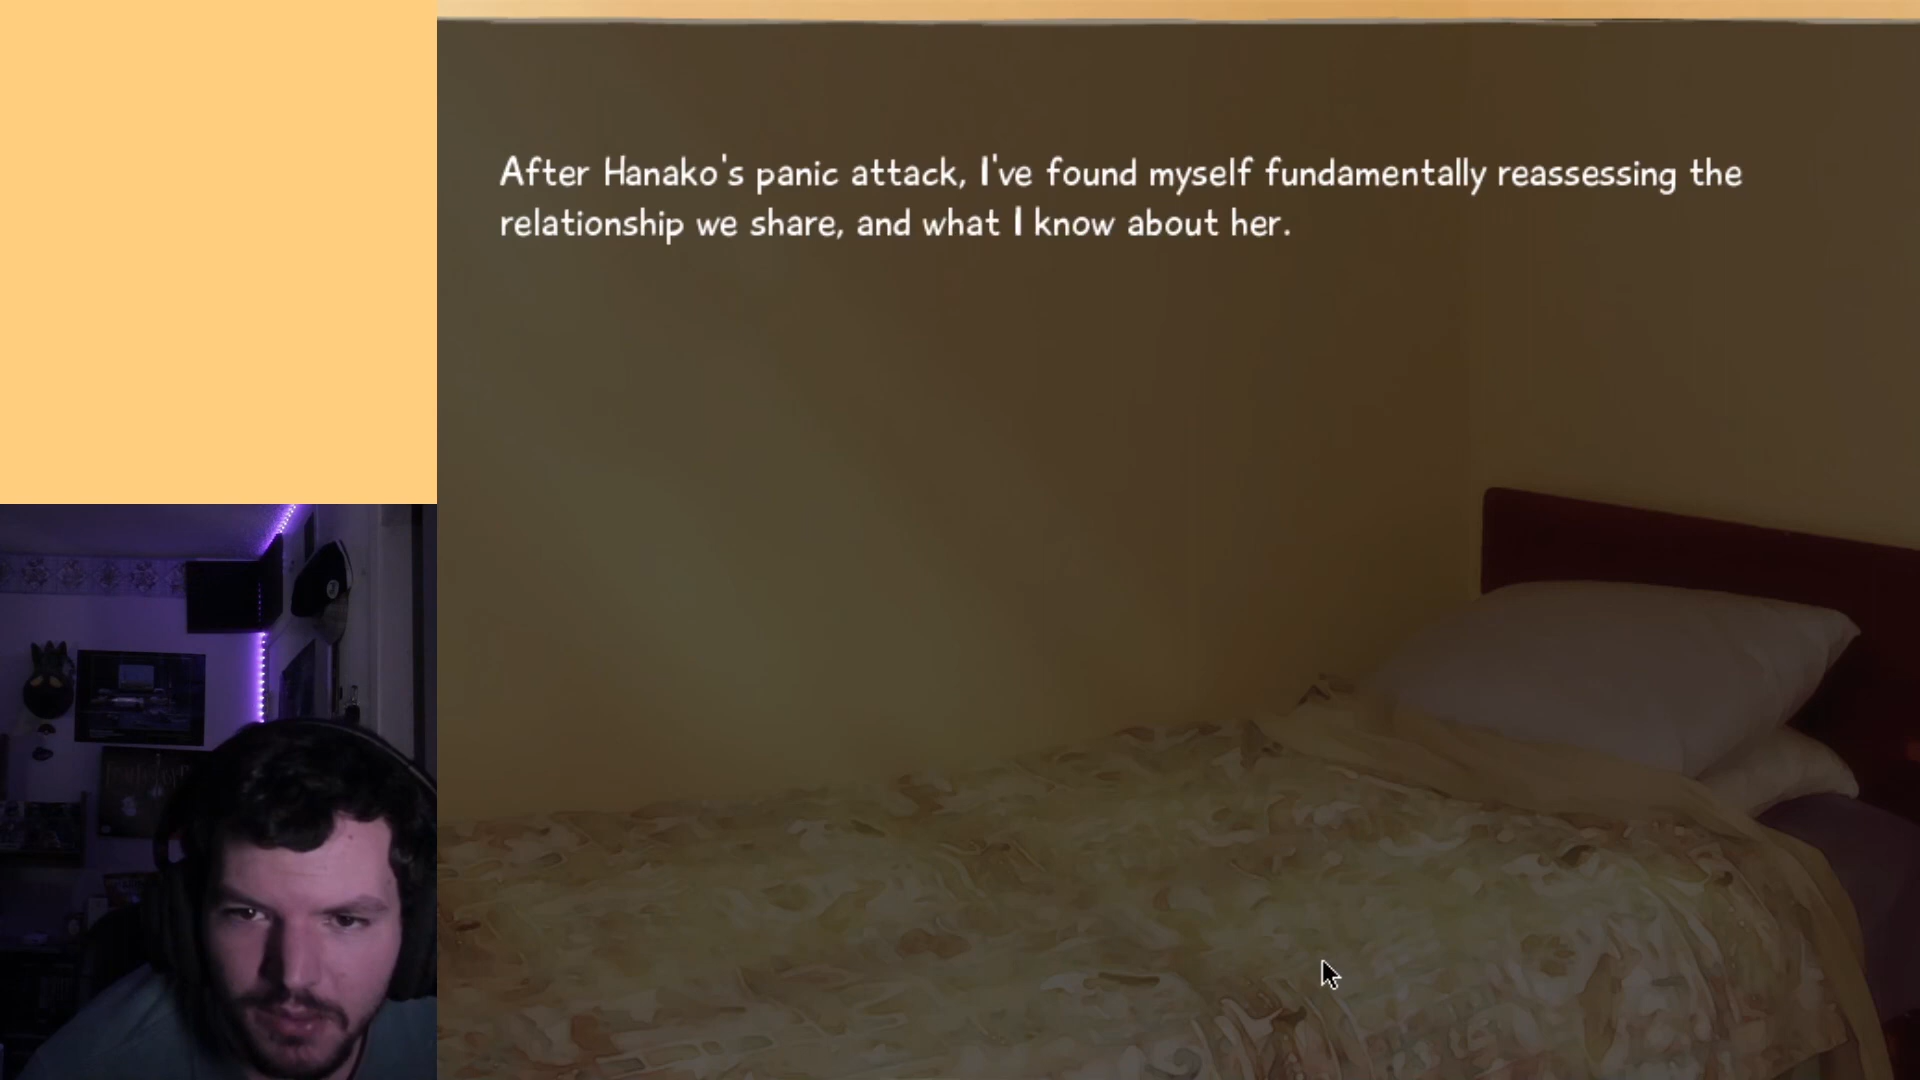 After Hanako's panic attack, I've found myself fundamentally reassessing the
relationship we share, and what I know about her.